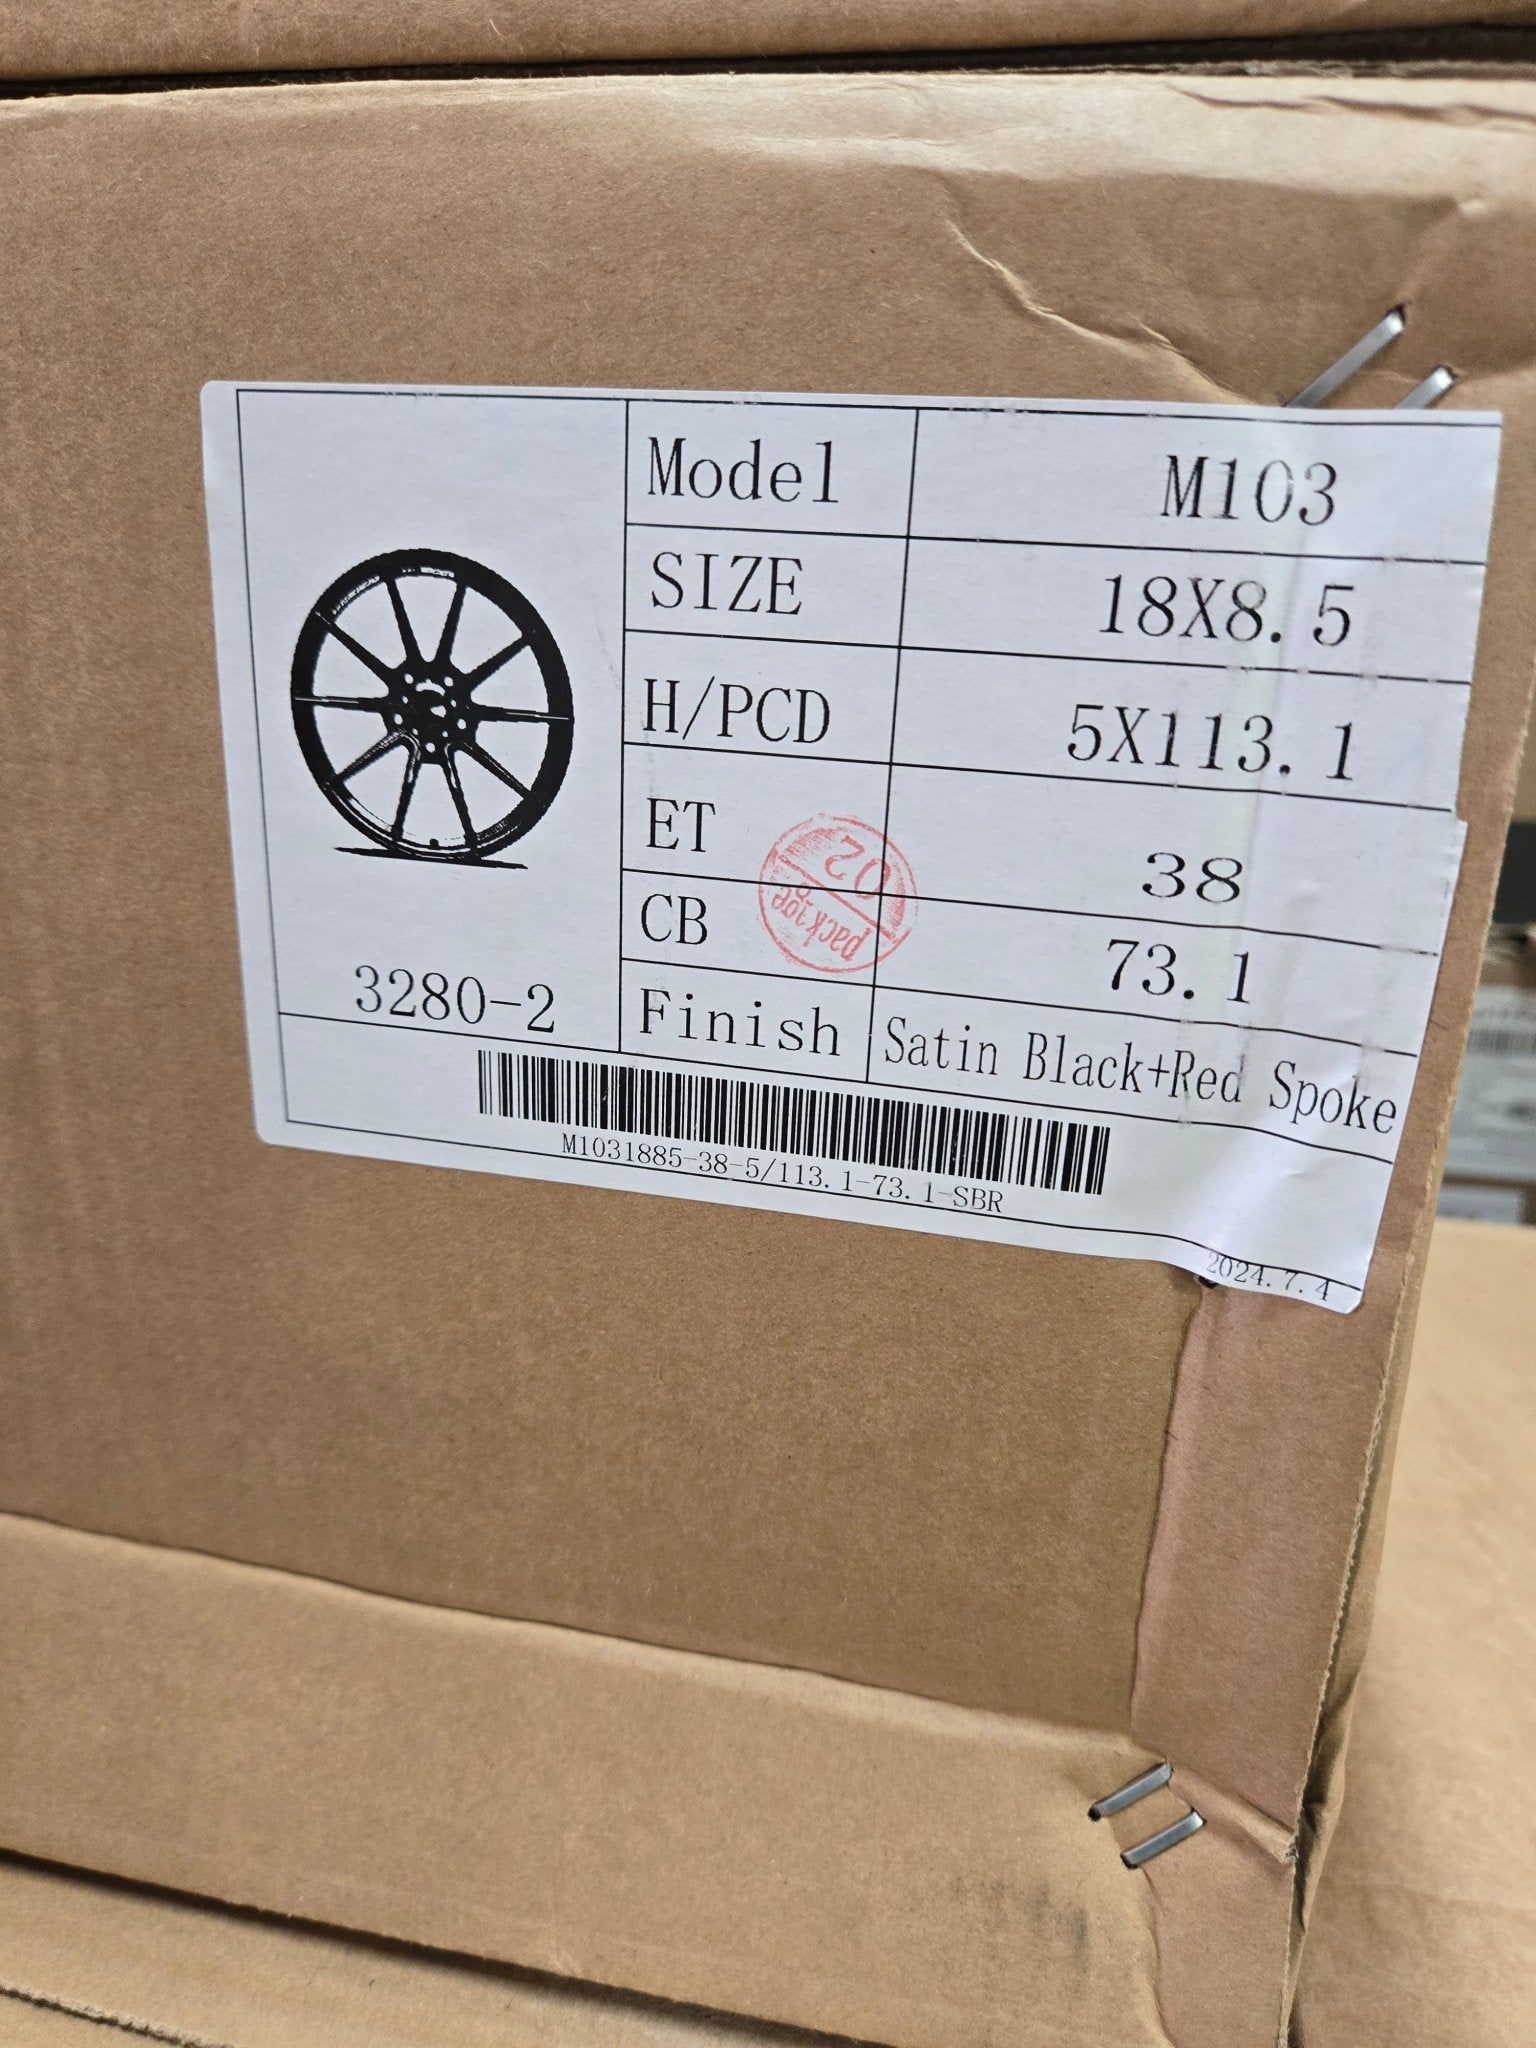 Model M103
SIZE 18X8.5
H/PCD 5X113.1
ET 38
CB 73.1
Finish Satin Black+Red Spoke
3280-2
M1031885-38-5/113.1-73.1-SBR
2024.7.4
02